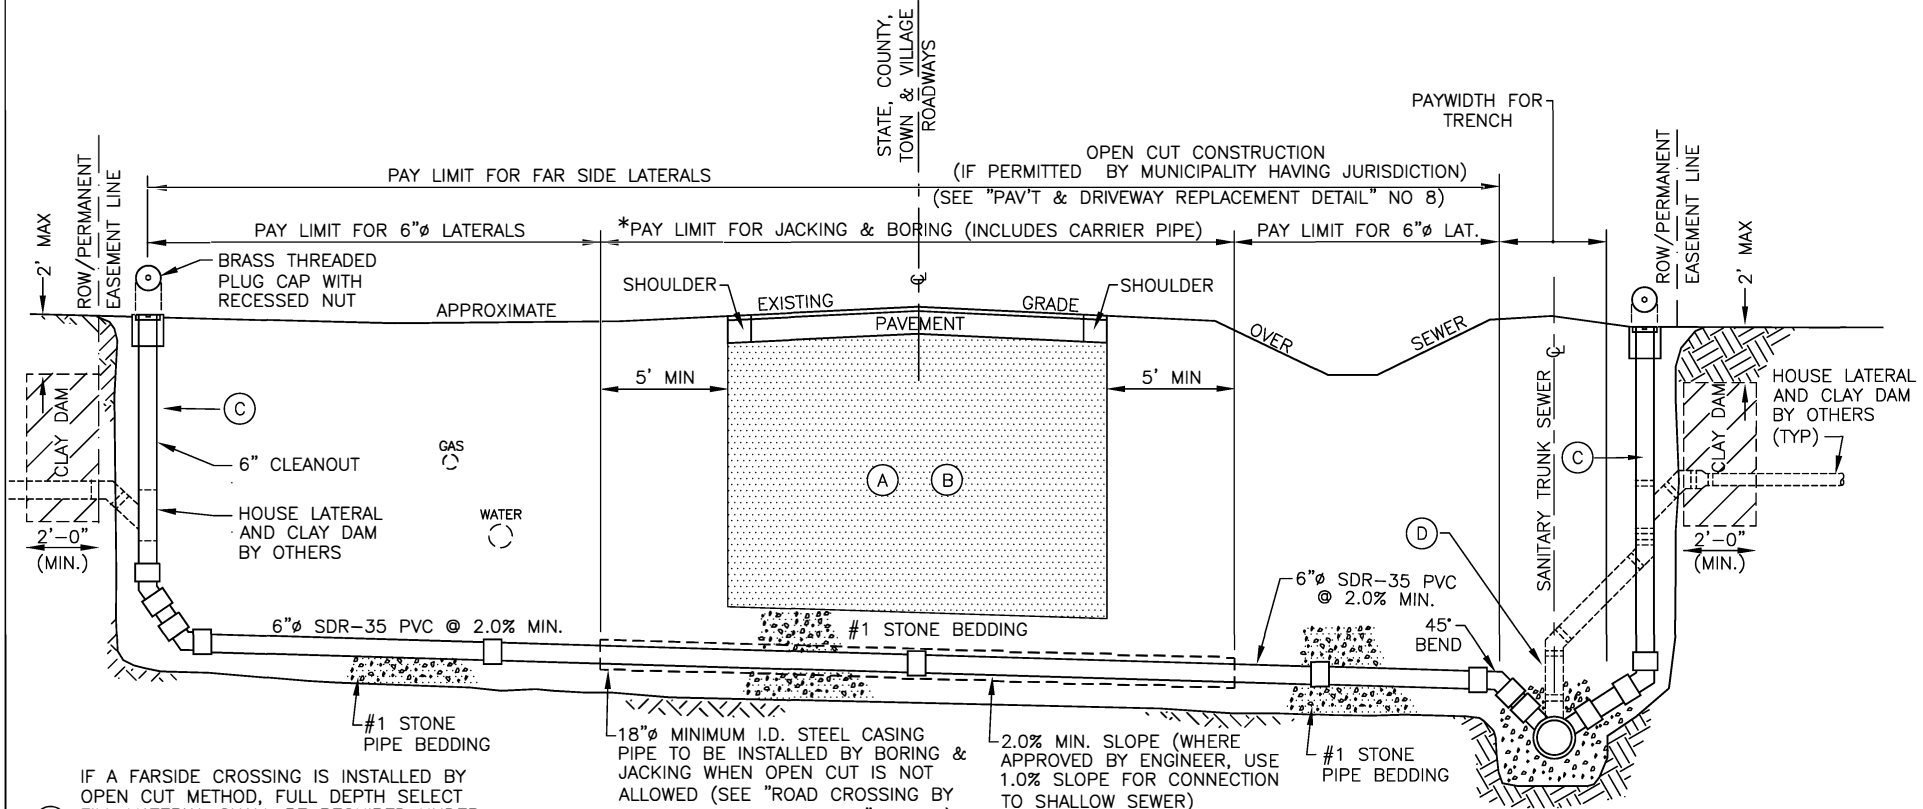 STATE, COUNTY,
TOWN & VILLAGE
ROADWAYS
PAYWIDTH FOR
TRENCH
ROW/PERMANENT
EASEMENT LINE
2' MAX
PAY LIMIT FOR FAR SIDE LATERALS
OPEN CUT CONSTRUCTION
(IF PERMITTED BY MUNICIPALITY HAVING JURISDICTION)
(SEE "PAV'T & DRIVEWAY REPLACEMENT DETAIL" NO 8)
ROW/PERMANENT
EASEMENT LINE
2' MAX
PAY LIMIT FOR 6"ø LATERALS
*PAY LIMIT FOR JACKING & BORING (INCLUDES CARRIER PIPE)
PAY LIMIT FOR 6"ø LAT.
BRASS THREADED
PLUG CAP WITH
RECESSED NUT
SHOULDER
℄
SHOULDER
APPROXIMATE
EXISTING
GRADE
OVER
SEWER
PAVEMENT
℄
5' MIN
5' MIN
CLAY DAM
C
6" CLEANOUT
GAS
WATER
HOUSE LATERAL
AND CLAY DAM
BY OTHERS
2'-0"
(MIN.)
A
B
SANITARY TRUNK SEWER
C
D
CLAY DAM
HOUSE LATERAL
AND CLAY DAM
BY OTHERS
(TYP)
2'-0"
(MIN.)
6"ø SDR-35 PVC @ 2.0% MIN.
#1 STONE BEDDING
6"ø SDR-35 PVC
@ 2.0% MIN.
45°
BEND
#1 STONE
PIPE BEDDING
18"ø MINIMUM I.D. STEEL CASING
PIPE TO BE INSTALLED BY BORING &
JACKING WHEN OPEN CUT IS NOT
ALLOWED (SEE "ROAD CROSSING BY
2.0% MIN. SLOPE (WHERE
APPROVED BY ENGINEER, USE
1.0% SLOPE FOR CONNECTION
TO SHALLOW SEWER)
#1 STONE
PIPE BEDDING
IF A FARSIDE CROSSING IS INSTALLED BY
OPEN CUT METHOD, FULL DEPTH SELECT